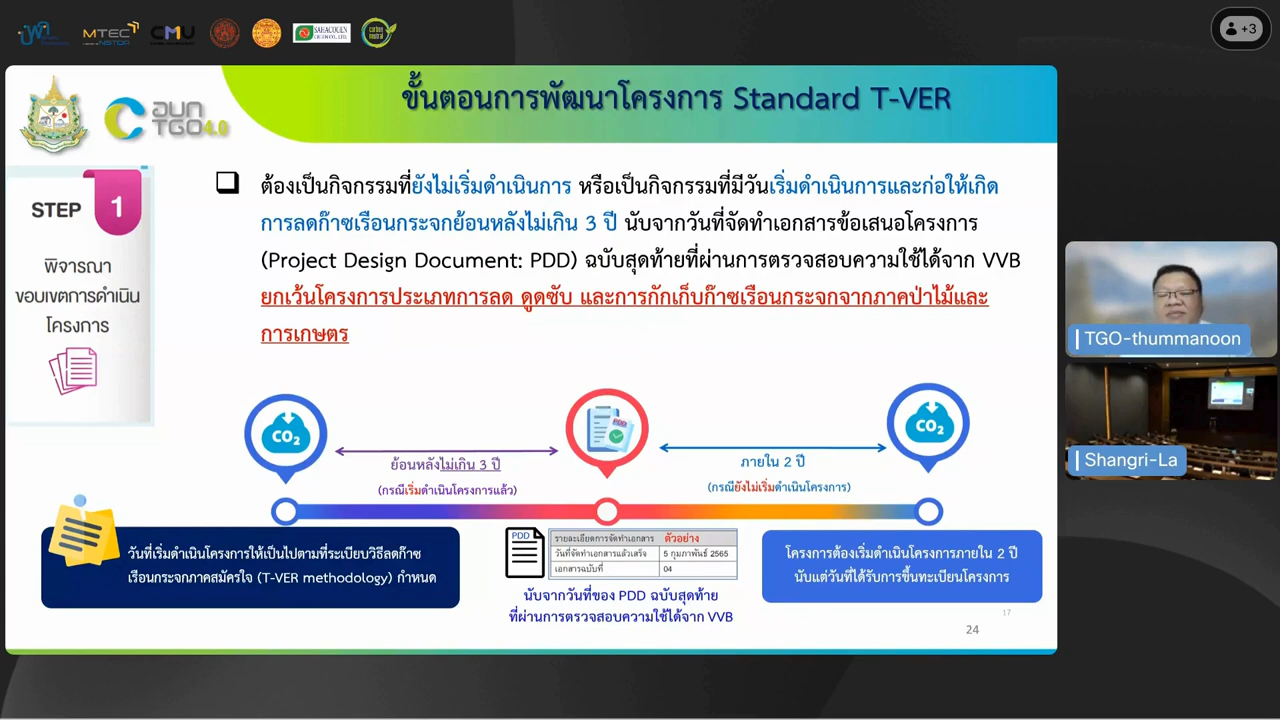 MTEC
CMU
SAHACOGEN
+3
อบก
TGO 4.0
ขั้นตอนการพัฒนาโครงการ Standard T-VER
STEP 1
พิจารณา
ขอบเขตการดำเนิน
โครงการ
ต้องเป็นกิจกรรมที่ยังไม่เริ่มดำเนินการ หรือเป็นกิจกรรมที่มีวันเริ่มดำเนินการและก่อให้เกิด
การลดก๊าซเรือนกระจกย้อนหลังไม่เกิน 3 ปี นับจากวันที่จัดทำเอกสารข้อเสนอโครงการ
(Project Design Document: PDD) ฉบับสุดท้ายที่ผ่านการตรวจสอบความใช้ได้จาก VVB
ยกเว้นโครงการประเภทการลด ดูดซับ และการกักเก็บก๊าซเรือนกระจกจากภาคป่าไม้และ
การเกษตร
CO2
PDD
CO2
ย้อนหลังไม่เกิน 3 ปี
(กรณีเริ่มดำเนินโครงการแล้ว)
ภายใน 2 ปี
(กรณียังไม่เริ่มดำเนินโครงการ)
วันที่เริ่มดำเนินโครงการให้เป็นไปตามที่ระเบียบวิธีลดก๊าซ
เรือนกระจกภาคสมัครใจ (T-VER methodology) กำหนด
PDD
รายละเอียดการจัดทำเอกสาร ตัวอย่าง
วันที่จัดทำเอกสารแล้วเสร็จ 5 กุมภาพันธ์ 2565
เอกสารฉบับที่ 04
นับจากวันที่ของ PDD ฉบับสุดท้าย
ที่ผ่านการตรวจสอบความใช้ได้จาก VVB
โครงการต้องเริ่มดำเนินโครงการภายใน 2 ปี
นับแต่วันที่ได้รับการขึ้นทะเบียนโครงการ
17
24
TGO-thummanoon
Shangri-La